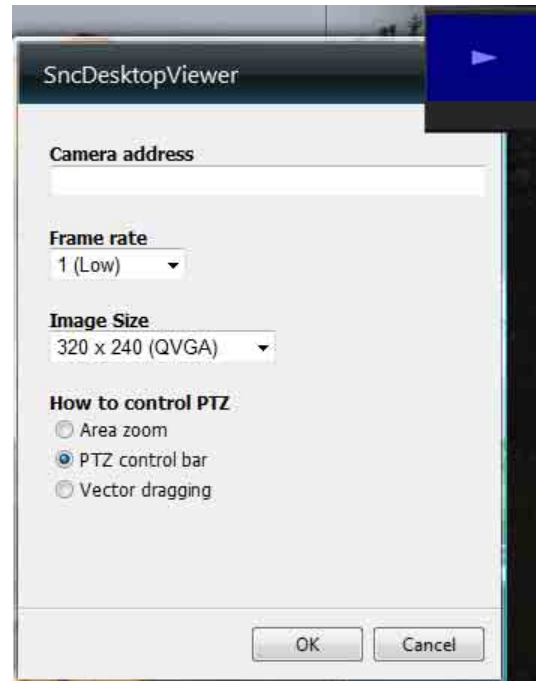 SncDesktopViewer
Camera address
Frame rate
1 (Low)
Image Size
320 x 240 (QVGA)
How to control PTZ
Area zoom
PTZ control bar
Vector dragging
OK Cancel